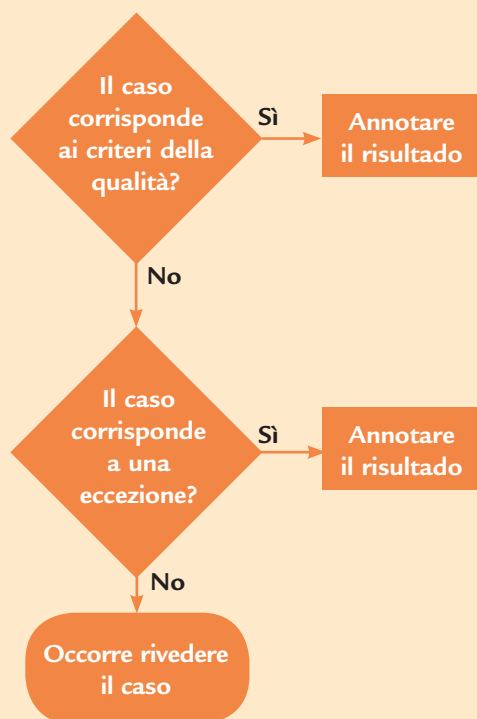 Il caso
corrisponde
ai criteri della
qualità?
Sì
Annotare
il risultado
No
Il caso
corrisponde
a una
eccezione?
Sì
Annotare
il risultado
No
Occorre rivedere
il caso